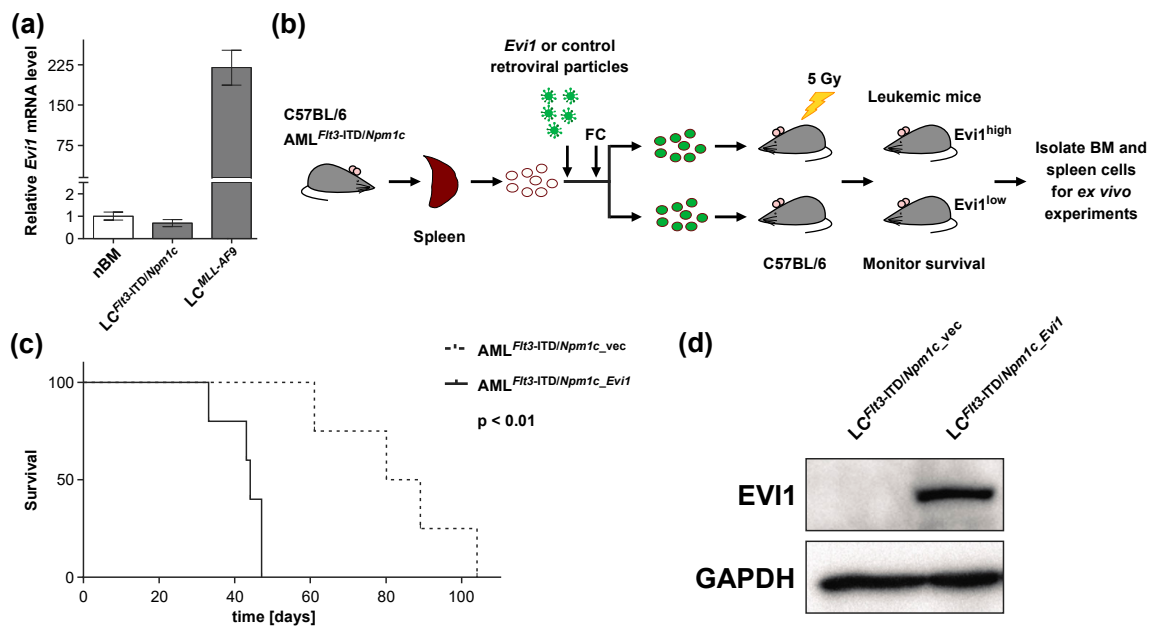 (a)
Relative Evi1 mRNA level
225
150
75
2
1
0
nBM
LCFlt3-ITD/Npm1c
LCMLL-AF9
(b)
C57BL/6
AMLFlt3-ITD/Npm1c
Spleen
Evi1 or control
retroviral particles
FC
5 Gy
C57BL/6
Leukemic mice
Evi1high
Evi1low
Monitor survival
Isolate BM and
spleen cells
for ex vivo
experiments
(c)
AMLFlt3-ITD/Npm1c_vec
AMLFlt3-ITD/Npm1c_Evi1
p < 0.01
Survival
100
50
0
0 20 40 60 80 100
time [days]
(d)
LCFlt3-ITD/Npm1c_vec
LCFlt3-ITD/Npm1c_Evi1
EVI1
GAPDH